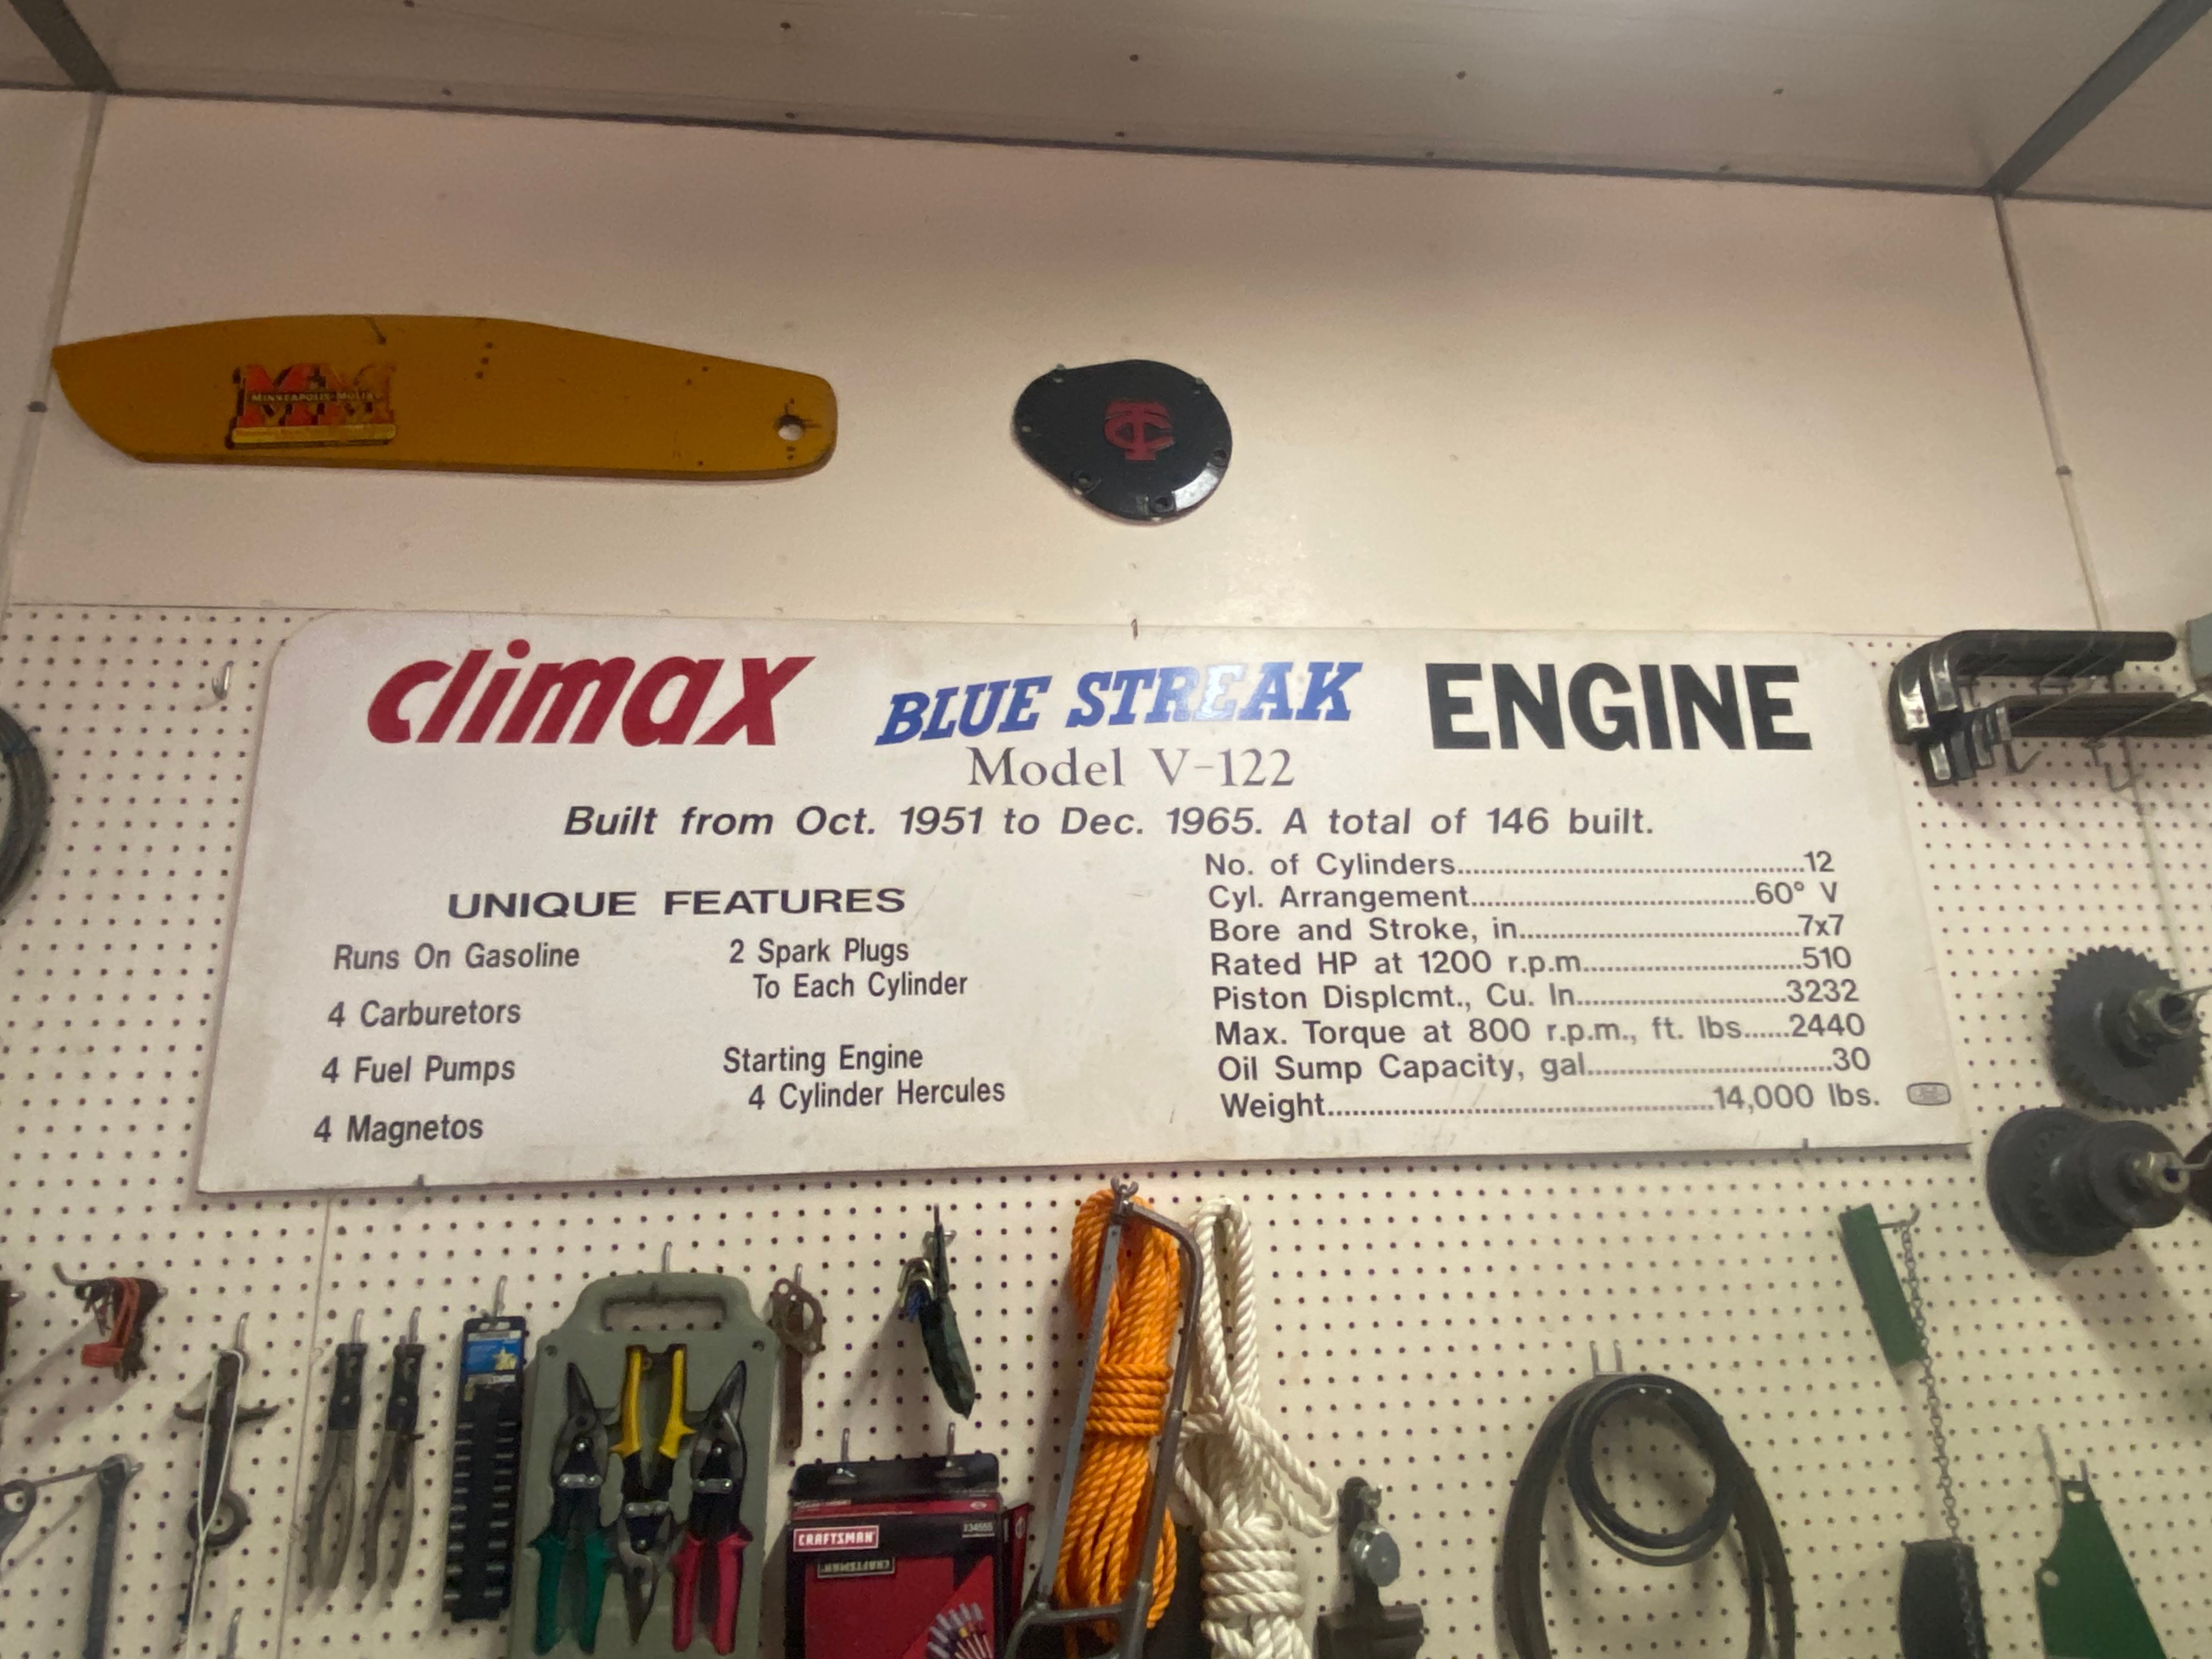 MM
MINNEAPOLIS-MOLINE
TC
climax BLUE STREAK ENGINE
Model V-122
Built from Oct. 1951 to Dec. 1965. A total of 146 built.
UNIQUE FEATURES
Runs On Gasoline
4 Carburetors
4 Fuel Pumps
4 Magnetos
2 Spark Plugs
To Each Cylinder
Starting Engine
4 Cylinder Hercules
No. of Cylinders..........12
Cyl. Arrangement..........60° V
Bore and Stroke, in..........7x7
Rated HP at 1200 r.p.m..........510
Piston Displcmt., Cu. In..........3232
Max. Torque at 800 r.p.m., ft. lbs......2440
Oil Sump Capacity, gal..........30
Weight..........14,000 lbs.
CRAFTSMAN
CRAFTSMAN